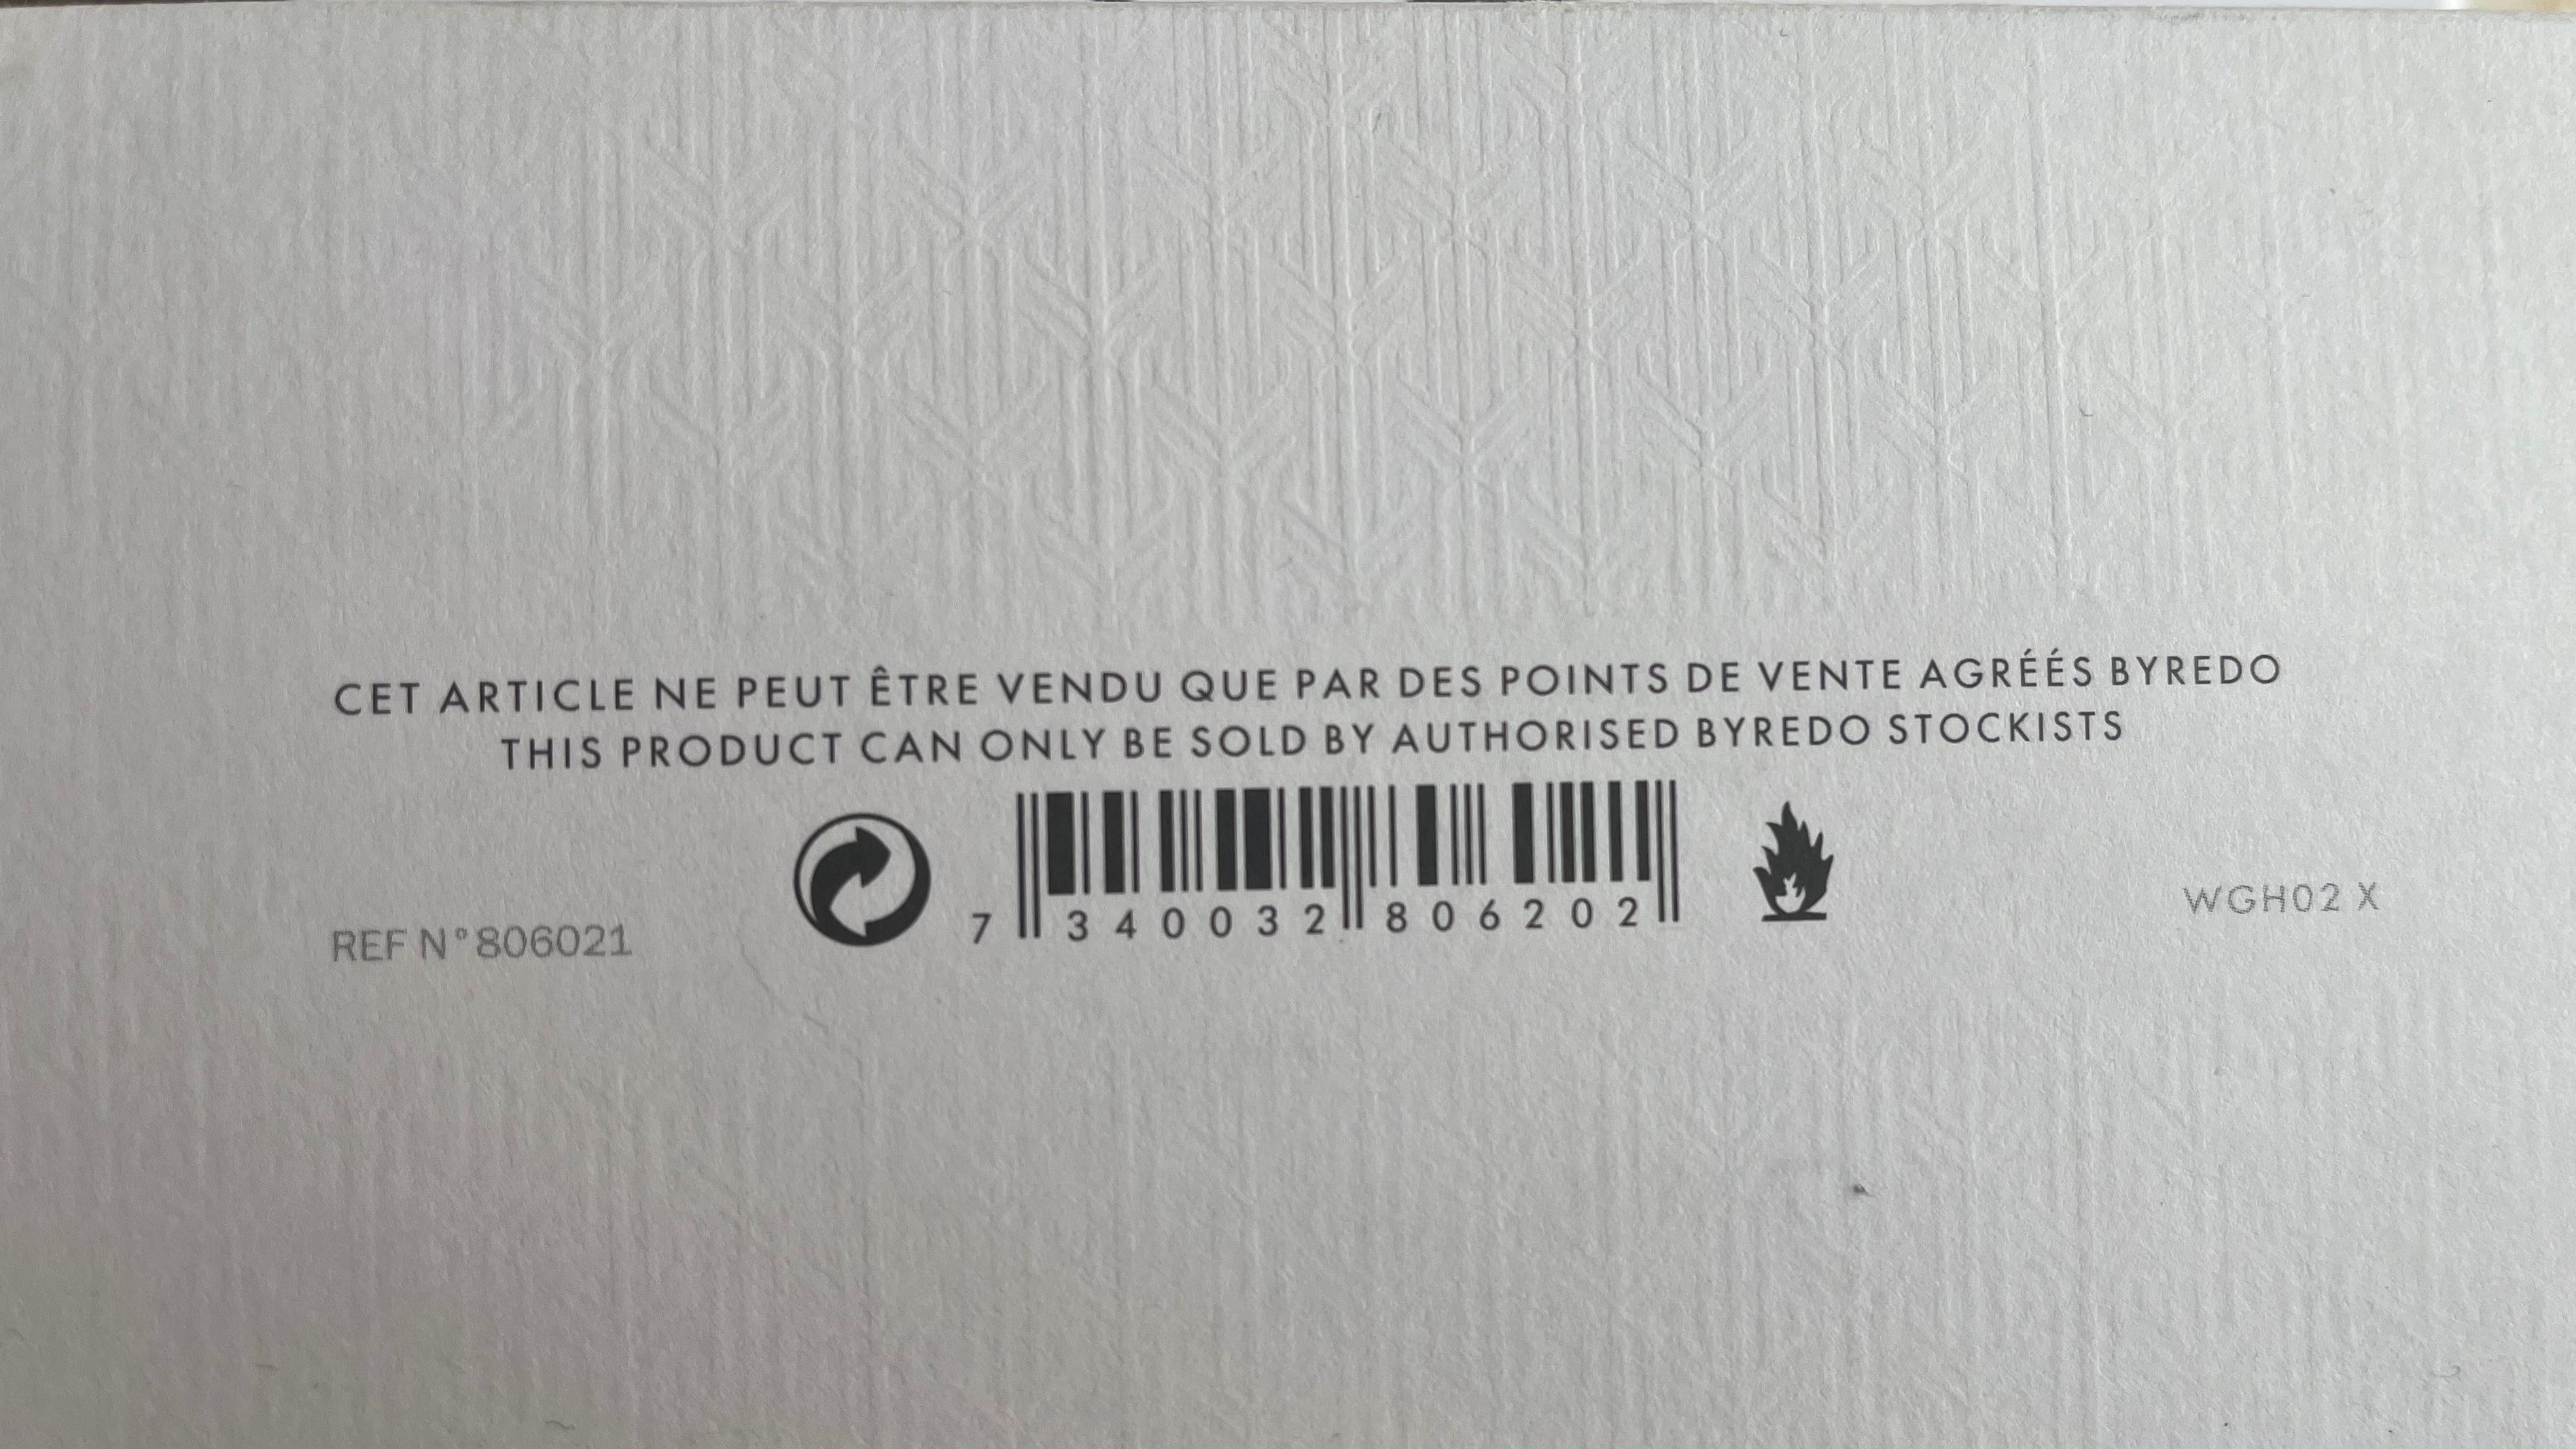 CET ARTICLE NE PEUT ÊTRE VENDU QUE PAR DES POINTS DE VENTE AGRÉÉS BYREDO
THIS PRODUCT CAN ONLY BE SOLD BY AUTHORISED BYREDO STOCKISTS
REF N°806021
7 340032 806202
WGH02 X